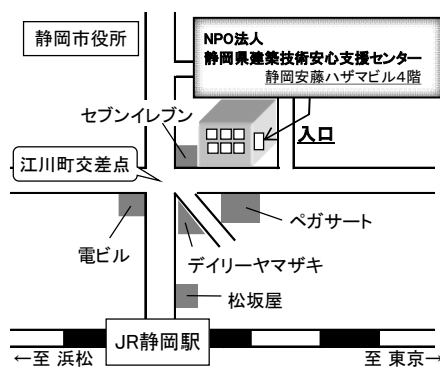 静岡市役所
NPO法人
静岡県建築技術安心支援センター
静岡安藤ハザマビル4階
セブンイレブン
入口
江川町交差点
電ビル
ペガサート
デイリーヤマザキ
松坂屋
JR静岡駅
←至 浜松
至 東京→